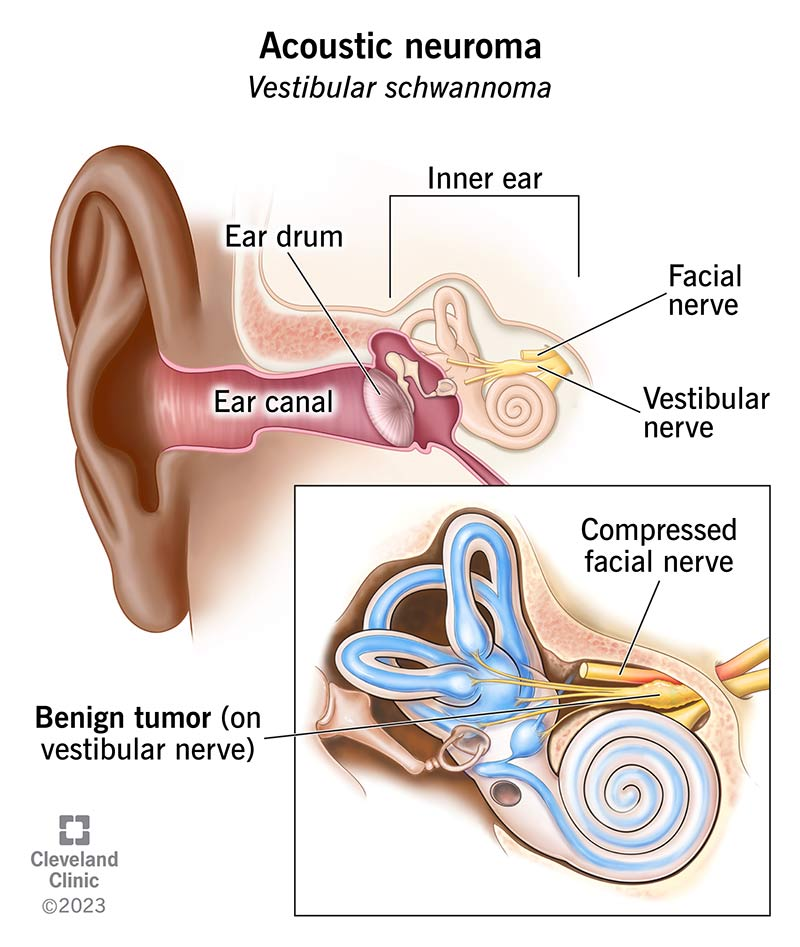 Acoustic neuroma
Vestibular schwannoma
Inner ear
Ear drum
Facial
nerve
Ear canal
Vestibular
nerve
Compressed
facial nerve
Benign tumor (on
vestibular nerve)
Cleveland
Clinic
©2023